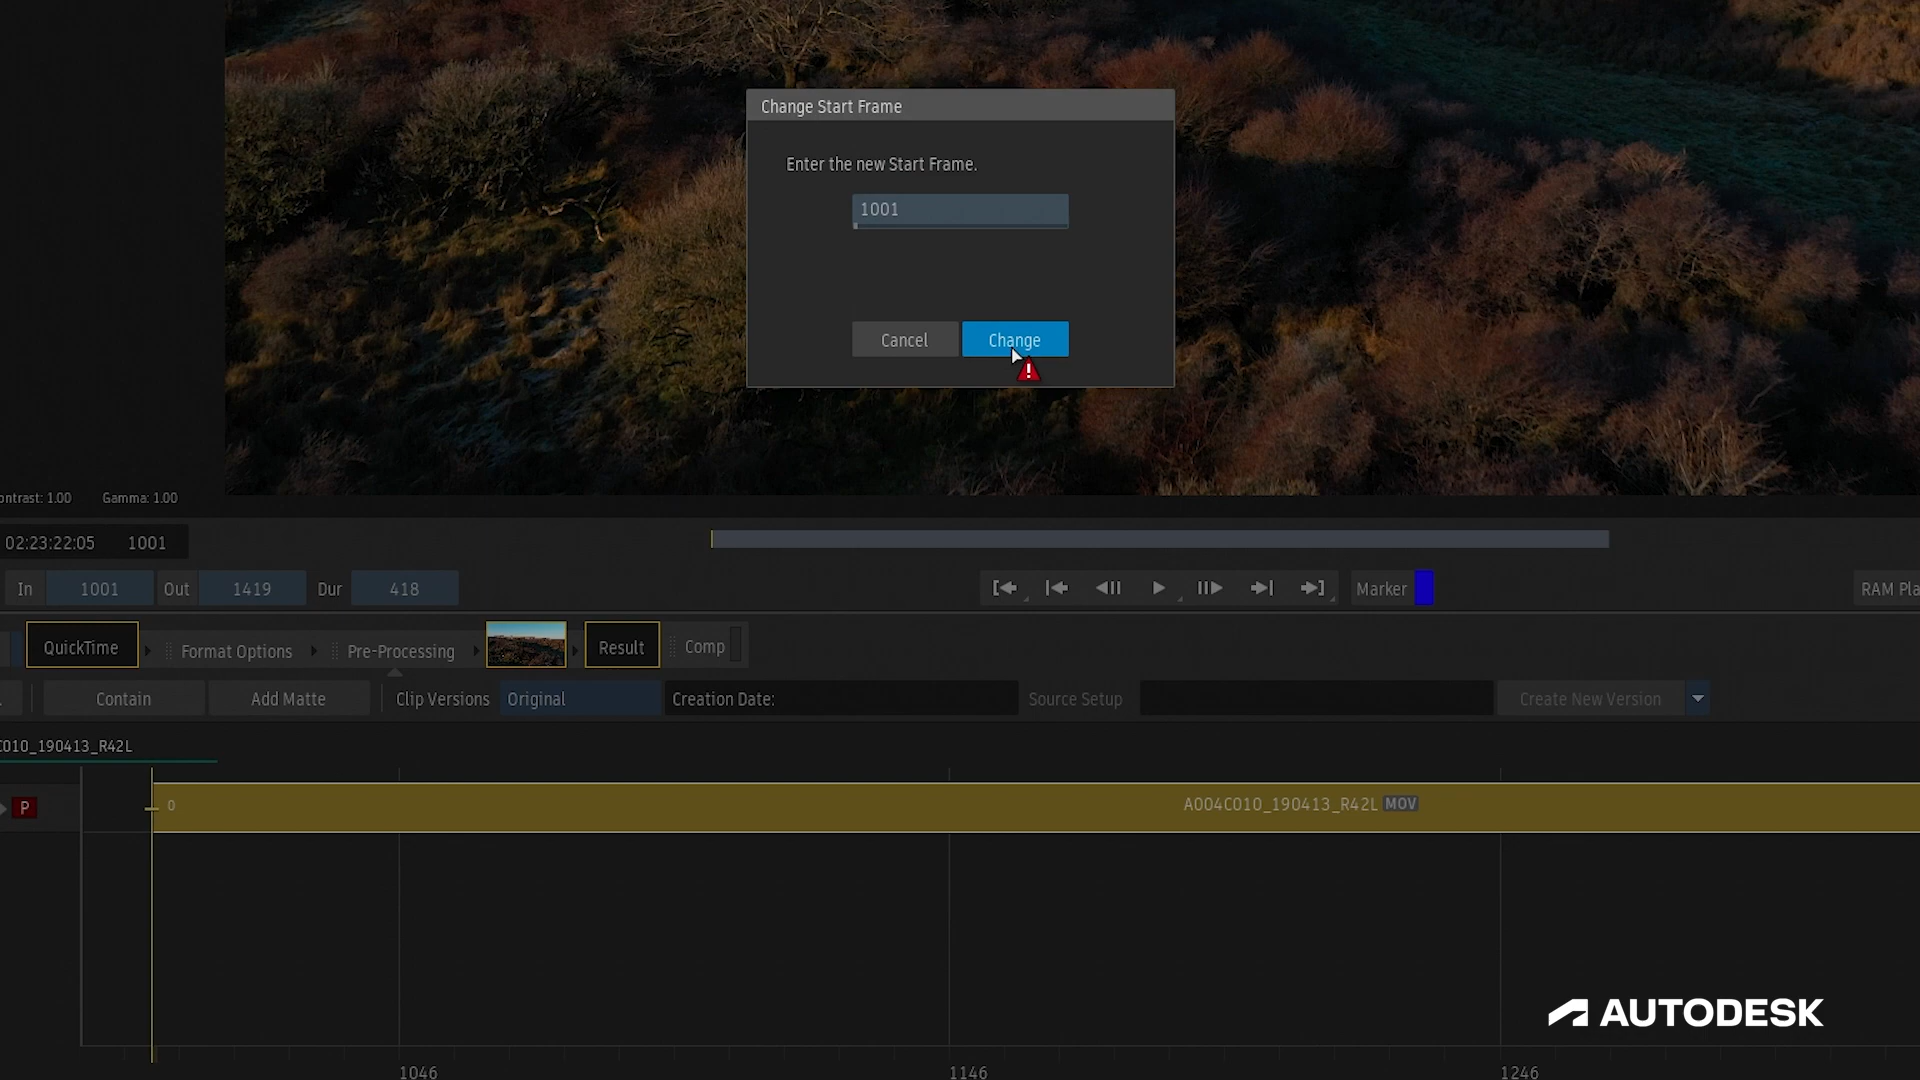 Change Start Frame
Enter the new Start Frame.
1001
Cancel
Change
ontrast: 1.00
Gamma: 1.00
02:23:22:05
1001
In
1001
Out
1419
Dur
418
Marker
RAM Pla
QuickTime
Format Options
Pre-Processing
Result
Comp
Contain
Add Matte
Clip Versions
Original
Creation Date:
Source Setup
Create New Version
C010_190413_R42L
P
0
A004C010_190413_R42L MOV
AUTODESK
1046
1146
1246